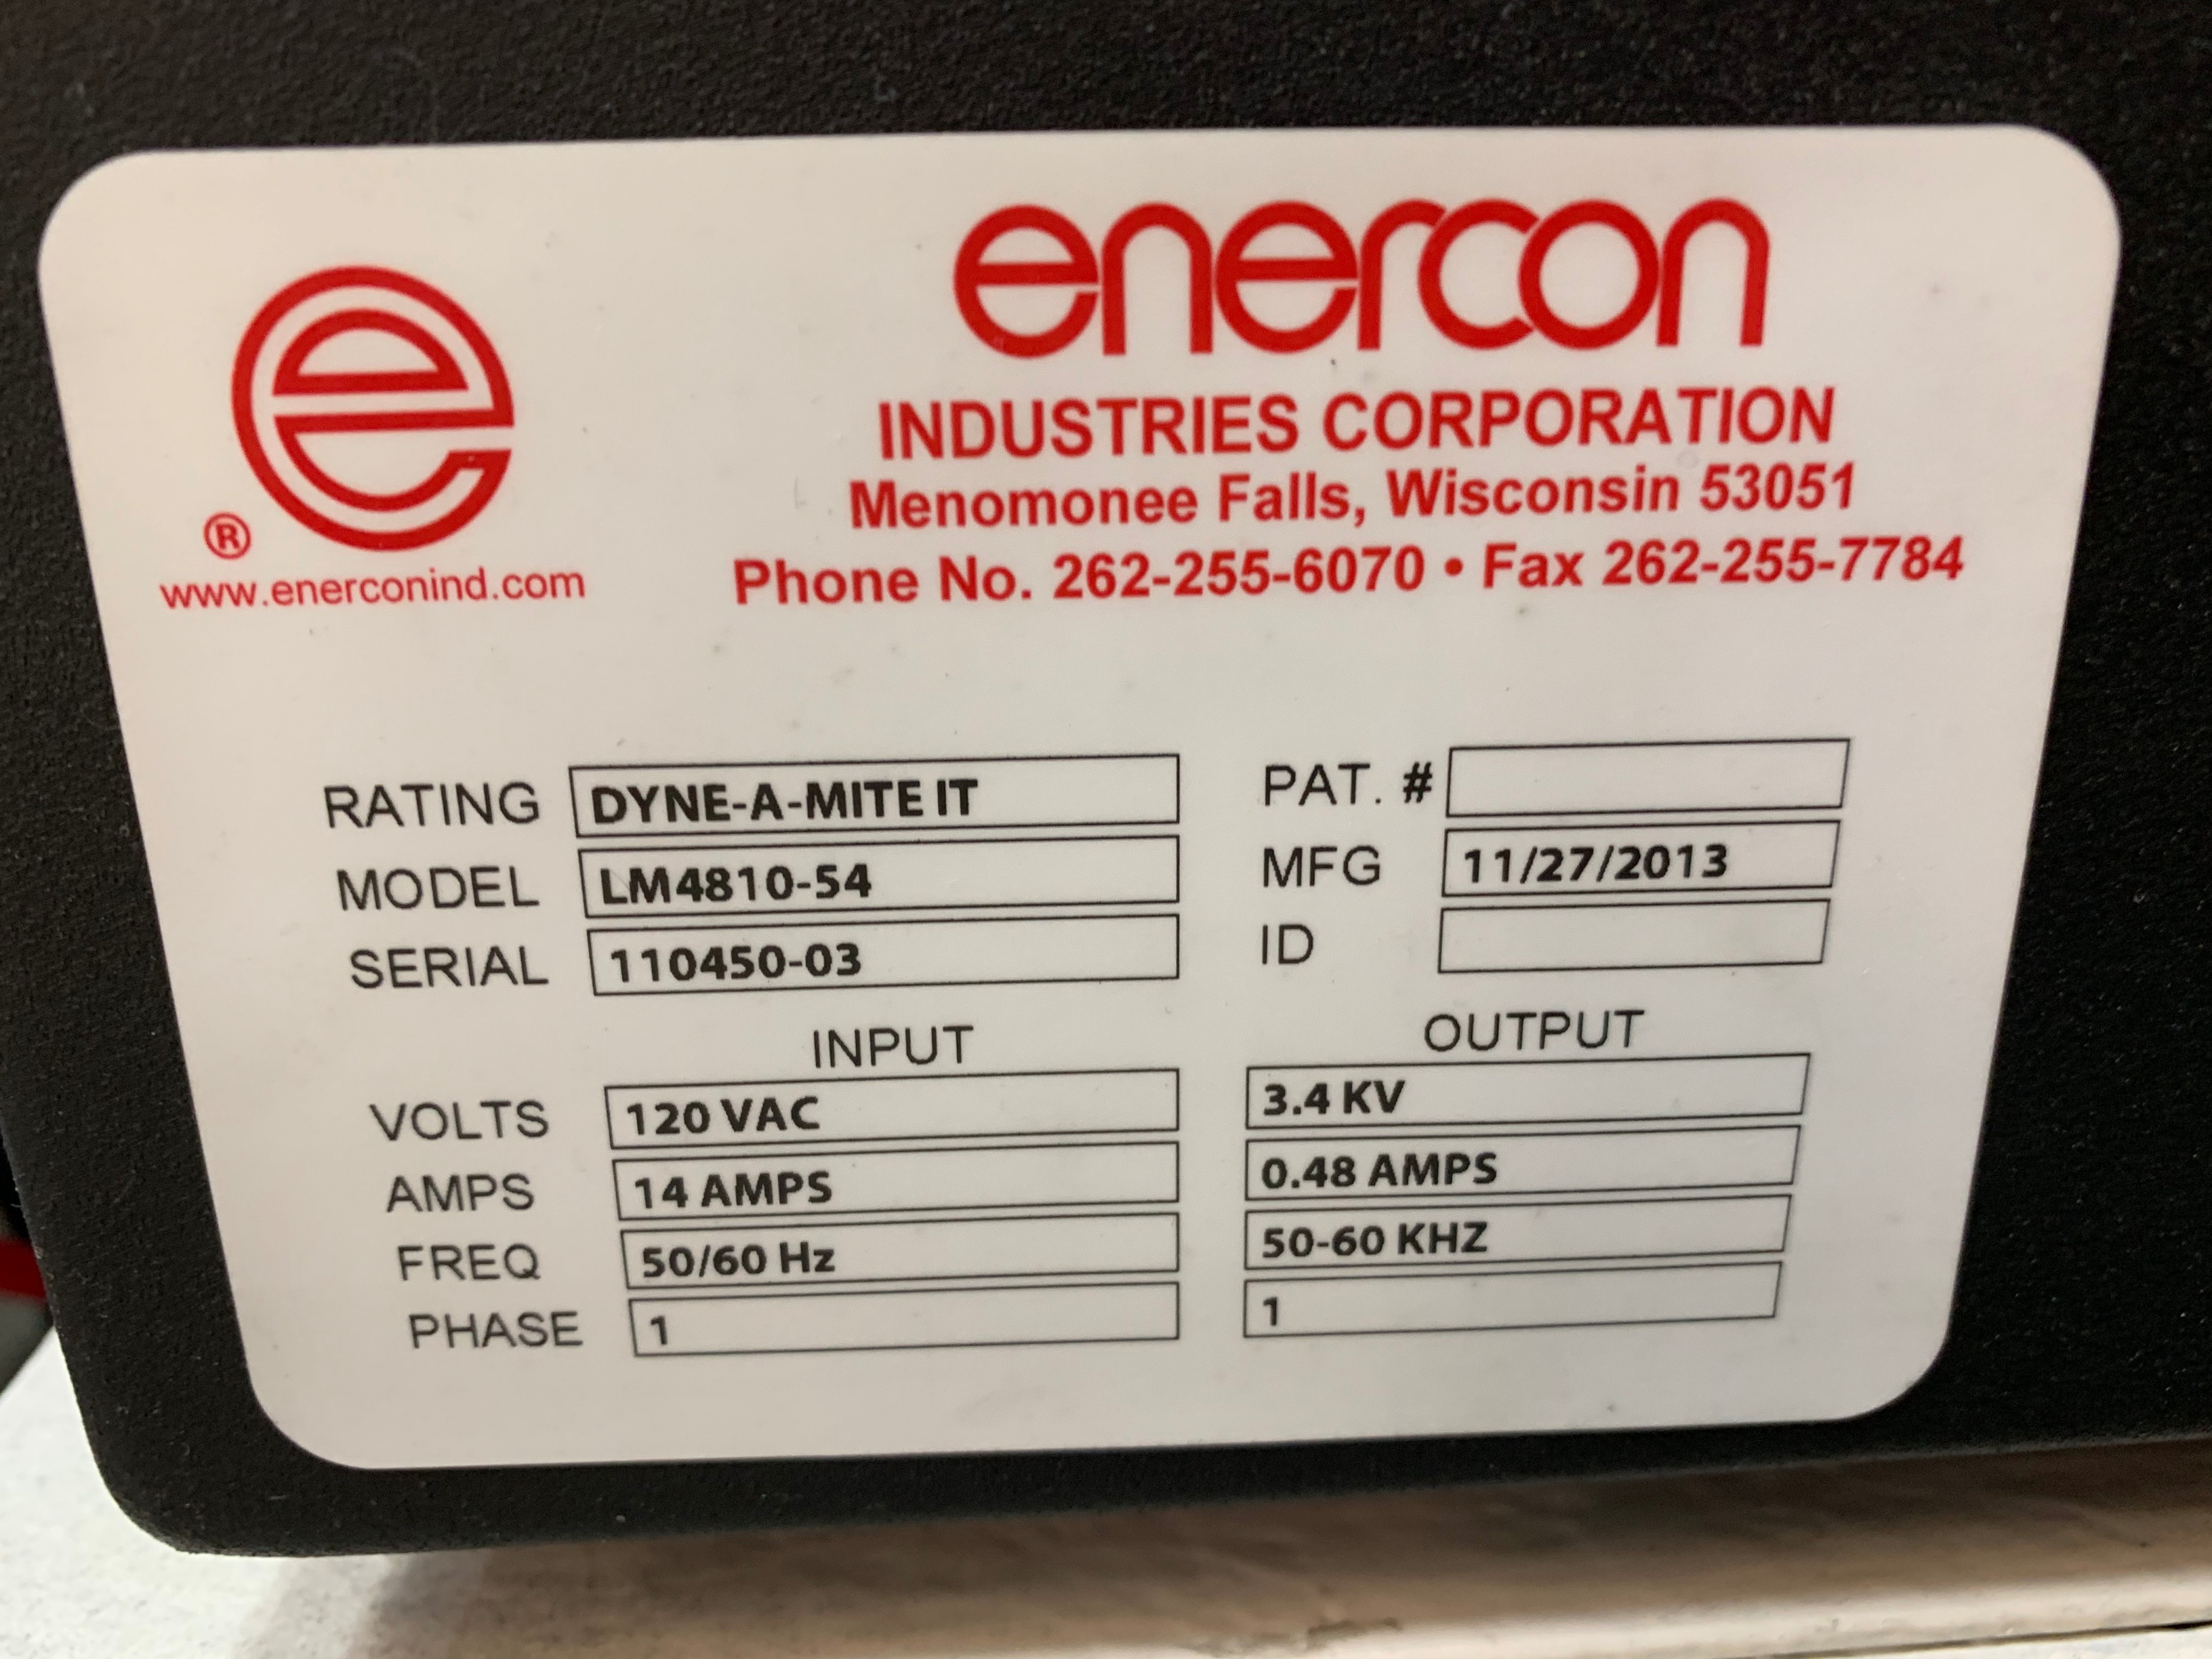 enercon
INDUSTRIES CORPORATION
Menomonee Falls, Wisconsin 53051
Phone No. 262-255-6070 • Fax 262-255-7784
e
®
www.enerconind.com
RATING DYNE-A-MITE IT PAT. #
MODEL LM4810-54 MFG 11/27/2013
SERIAL 110450-03 ID
INPUT OUTPUT
VOLTS 120 VAC 3.4 KV
AMPS 14 AMPS 0.48 AMPS
FREQ 50/60 Hz 50-60 KHZ
PHASE 1 1